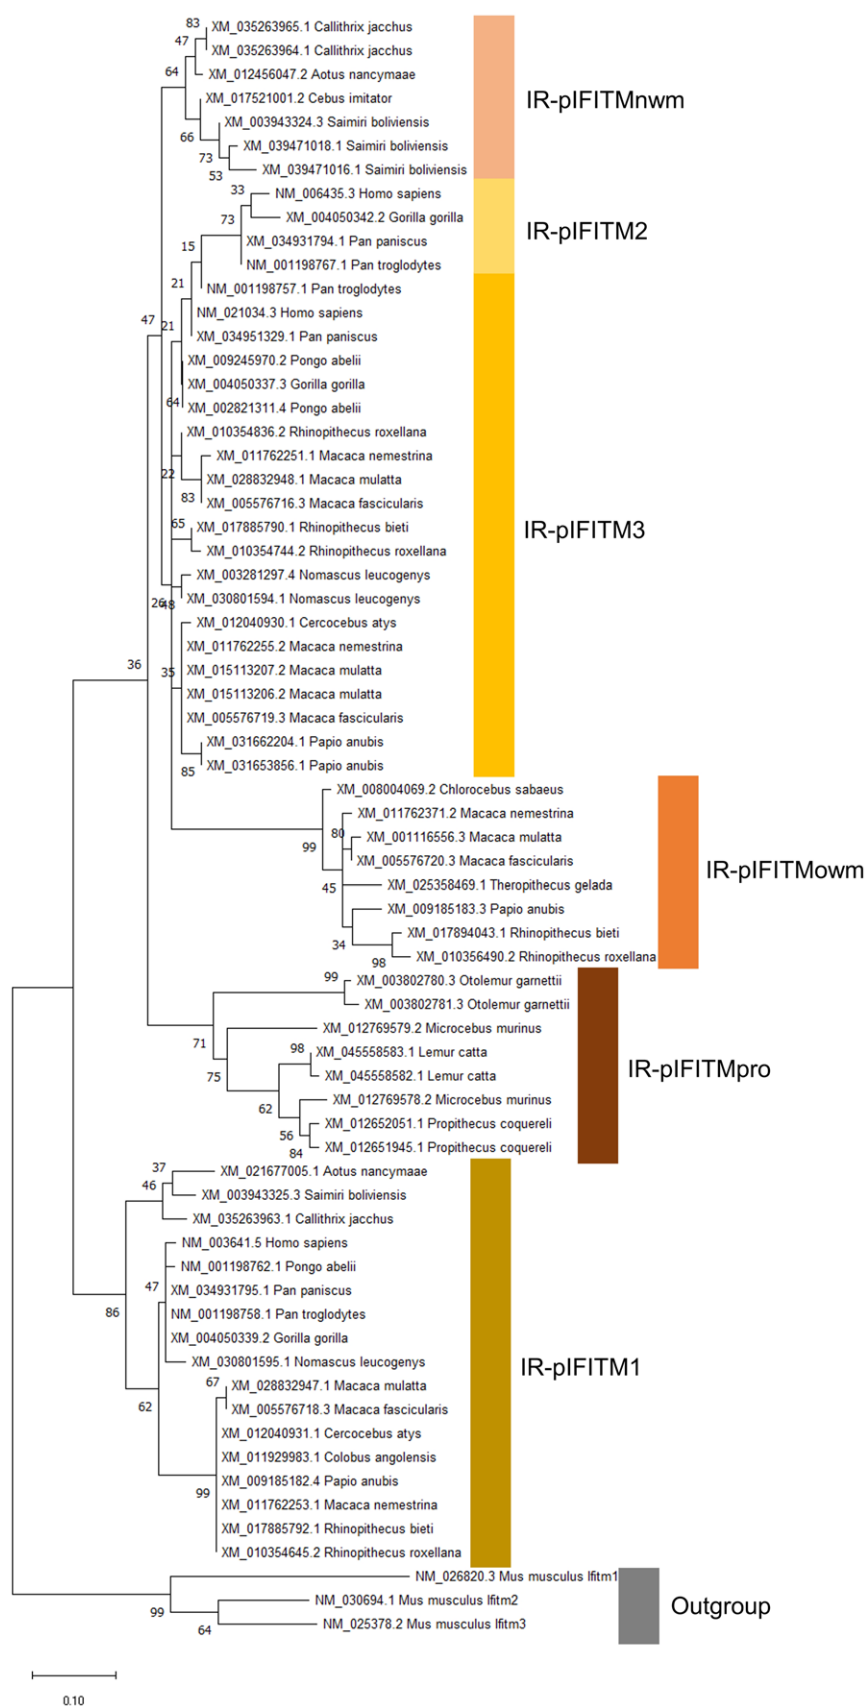 83
XM_035263965.1 Callithrix jacchus
47
XM_035263964.1 Callithrix jacchus
64
XM_012456047.2 Aotus nancymaae
XM_017521001.2 Cebus imitator
IR-pIFITMnwm
XM_003943324.3 Saimiri boliviensis
66
XM_039471018.1 Saimiri boliviensis
73
XM_039471016.1 Saimiri boliviensis
53
33
NM_006435.3 Homo sapiens
73
XM_004050342.2 Gorilla gorilla
IR-pIFITM2
XM_034931794.1 Pan paniscus
15
NM_001198767.1 Pan troglodytes
21
NM_001198757.1 Pan troglodytes
NM_021034.3 Homo sapiens
47
21
XM_034951329.1 Pan paniscus
XM_009245970.2 Pongo abelii
XM_004050337.3 Gorilla gorilla
64
XM_002821311.4 Pongo abelii
XM_010354836.2 Rhinopithecus roxellana
XM_011762251.1 Macaca nemestrina
22
XM_028832948.1 Macaca mulatta
83
XM_005576716.3 Macaca fascicularis
65
XM_017885790.1 Rhinopithecus bieti
IR-pIFITM3
XM_010354744.2 Rhinopithecus roxellana
XM_003281297.4 Nomascus leucogenys
XM_030801594.1 Nomascus leucogenys
26
48
XM_012040930.1 Cercocebus atys
XM_011762255.2 Macaca nemestrina
36
35
XM_015113207.2 Macaca mulatta
XM_015113206.2 Macaca mulatta
XM_005576719.3 Macaca fascicularis
XM_031662204.1 Papio anubis
XM_031653856.1 Papio anubis
85
XM_008004069.2 Chlorocebus sabaeus
XM_011762371.2 Macaca nemestrina
80
XM_001116556.3 Macaca mulatta
99
XM_005576720.3 Macaca fascicularis
IR-pIFITMowm
XM_025358469.1 Theropithecus gelada
45
XM_009185183.3 Papio anubis
XM_017894043.1 Rhinopithecus bieti
34
XM_010356490.2 Rhinopithecus roxellana
98
99
XM_003802780.3 Otolemur garnettii
XM_003802781.3 Otolemur garnettii
XM_012769579.2 Microcebus murinus
71
98
XM_045558583.1 Lemur catta
IR-pIFITMpro
75
XM_045558582.1 Lemur catta
XM_012769578.2 Microcebus murinus
62
XM_012652051.1 Propithecus coquereli
56
XM_012651945.1 Propithecus coquereli
84
37
XM_021677005.1 Aotus nancymaae
46
XM_003943325.3 Saimiri boliviensis
XM_035263963.1 Callithrix jacchus
NM_003641.5 Homo sapiens
NM_001198762.1 Pongo abelii
47
XM_034931795.1 Pan paniscus
86
NM_001198758.1 Pan troglodytes
XM_004050339.2 Gorilla gorilla
XM_030801595.1 Nomascus leucogenys
IR-pIFITM1
67
XM_028832947.1 Macaca mulatta
62
XM_005576718.3 Macaca fascicularis
XM_012040931.1 Cercocebus atys
XM_011929983.1 Colobus angolensis
XM_009185182.4 Papio anubis
99
XM_011762253.1 Macaca nemestrina
XM_017885792.1 Rhinopithecus bieti
XM_010354645.2 Rhinopithecus roxellana
NM_026820.3 Mus musculus Ifitm1
NM_030694.1 Mus musculus Ifitm2
Outgroup
99
NM_025378.2 Mus musculus Ifitm3
64
0.10